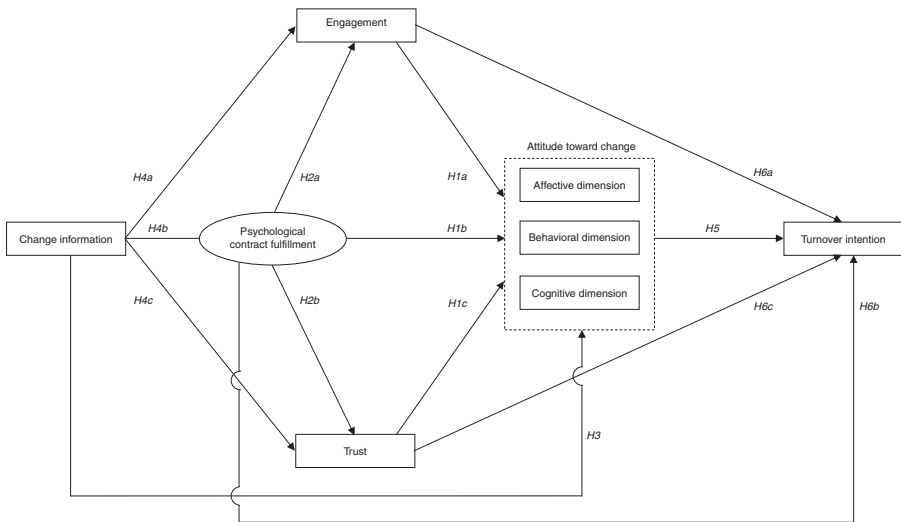 Engagement
Attitude toward change
H4a
H2a
H1a
H6a
Affective dimension
Change information
H4b
Psychological
contract fulfillment
H1b
Behavioral dimension
H5
Turnover intention
H4c
H2b
H1c
Cognitive dimension
H6c
H6b
H3
Trust